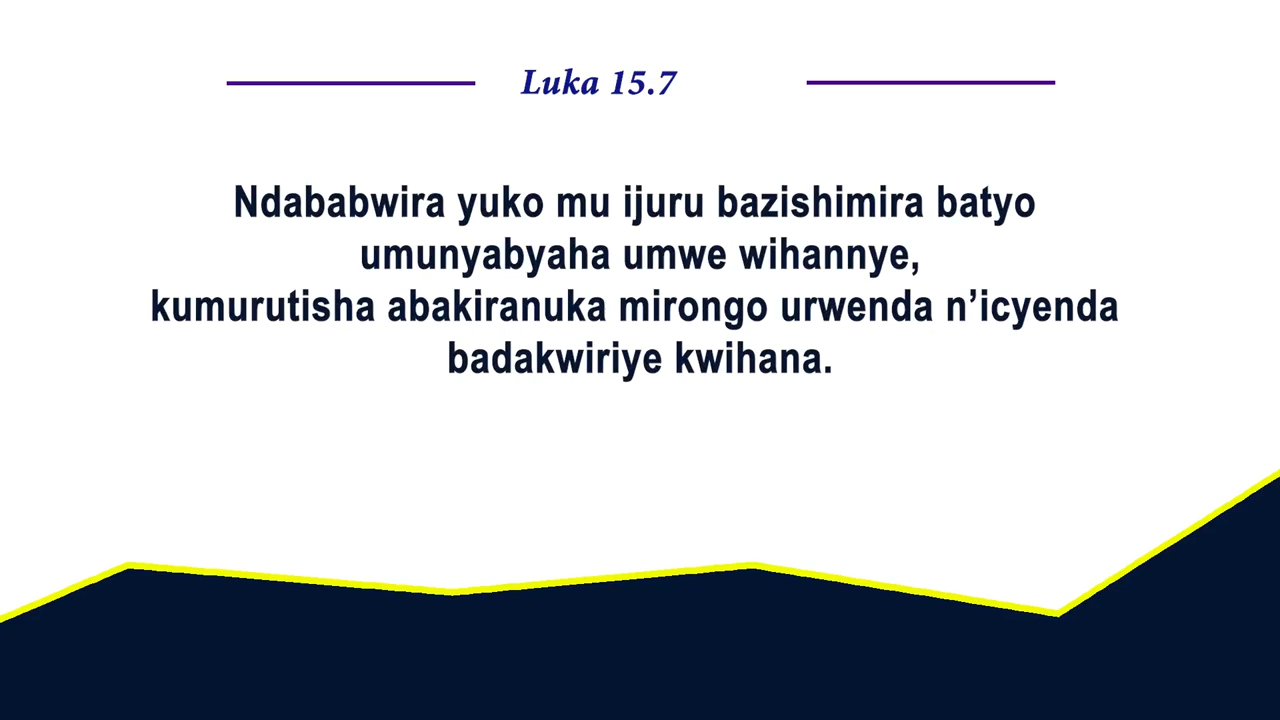 Luka 15.7
Ndababwira yuko mu ijuru bazishimira batyo
umunyabyaha umwe wihannye,
kumurutisha abakiranuka mirongo urwenda n’icyenda
badakwiriye kwihana.